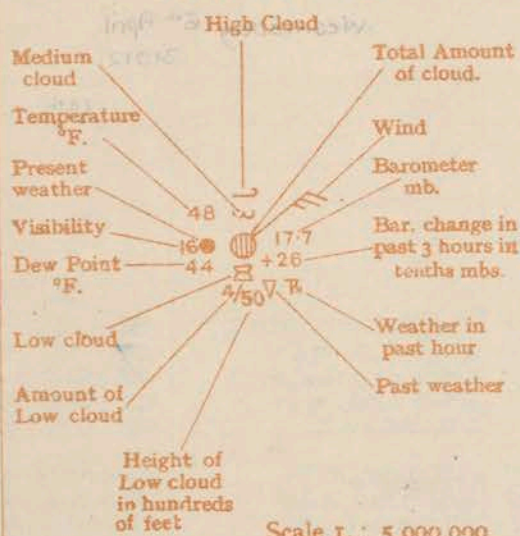 High Cloud
Medium
cloud
Total Amount
of cloud.
Temperature
°F.
Wind
Present
weather
Barometer
mb.
48
Visibility
16
17·7
Bar. change in
past 3 hours in
tenths mbs.
Dew Point
°F.
44
+26
4/50
Low cloud
Weather in
past hour
Amount of
Low cloud
Past weather
Height of
Low cloud
in hundreds
of feet
Scale 1 : 5,000,000